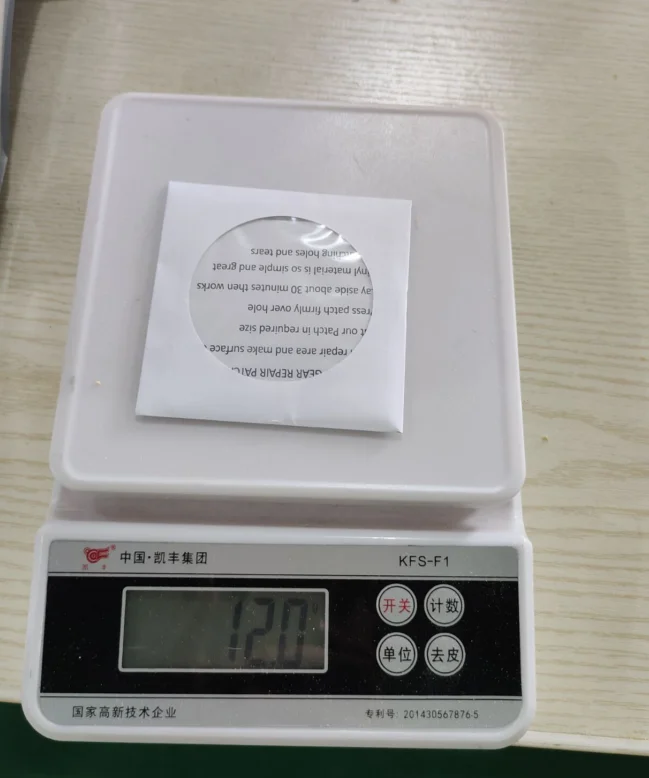 GEAR REPAIR PATC
repair area and make surface
t our Patch in required size
ress patch firmly over hole
ay aside about 30 minutes then works
nyl material is so simple and great
tching holes and tears
中国·凯丰集团
KFS-F1
12.0
开关 计数
单位 去皮
国家高新技术企业
专利号: 201430567876·5